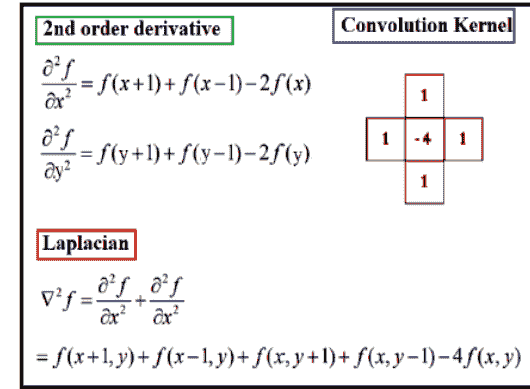 2nd order derivative
Convolution Kernel
∂²f/∂x² = f(x+1)+f(x−1)−2f(x)
∂²f/∂y² = f(y+1)+f(y−1)−2f(y)
1
1 -4 1
1
Laplacian
∇²f = ∂²f/∂x² + ∂²f/∂x²
= f(x+1,y)+f(x−1,y)+f(x,y+1)+f(x,y−1)−4f(x,y)